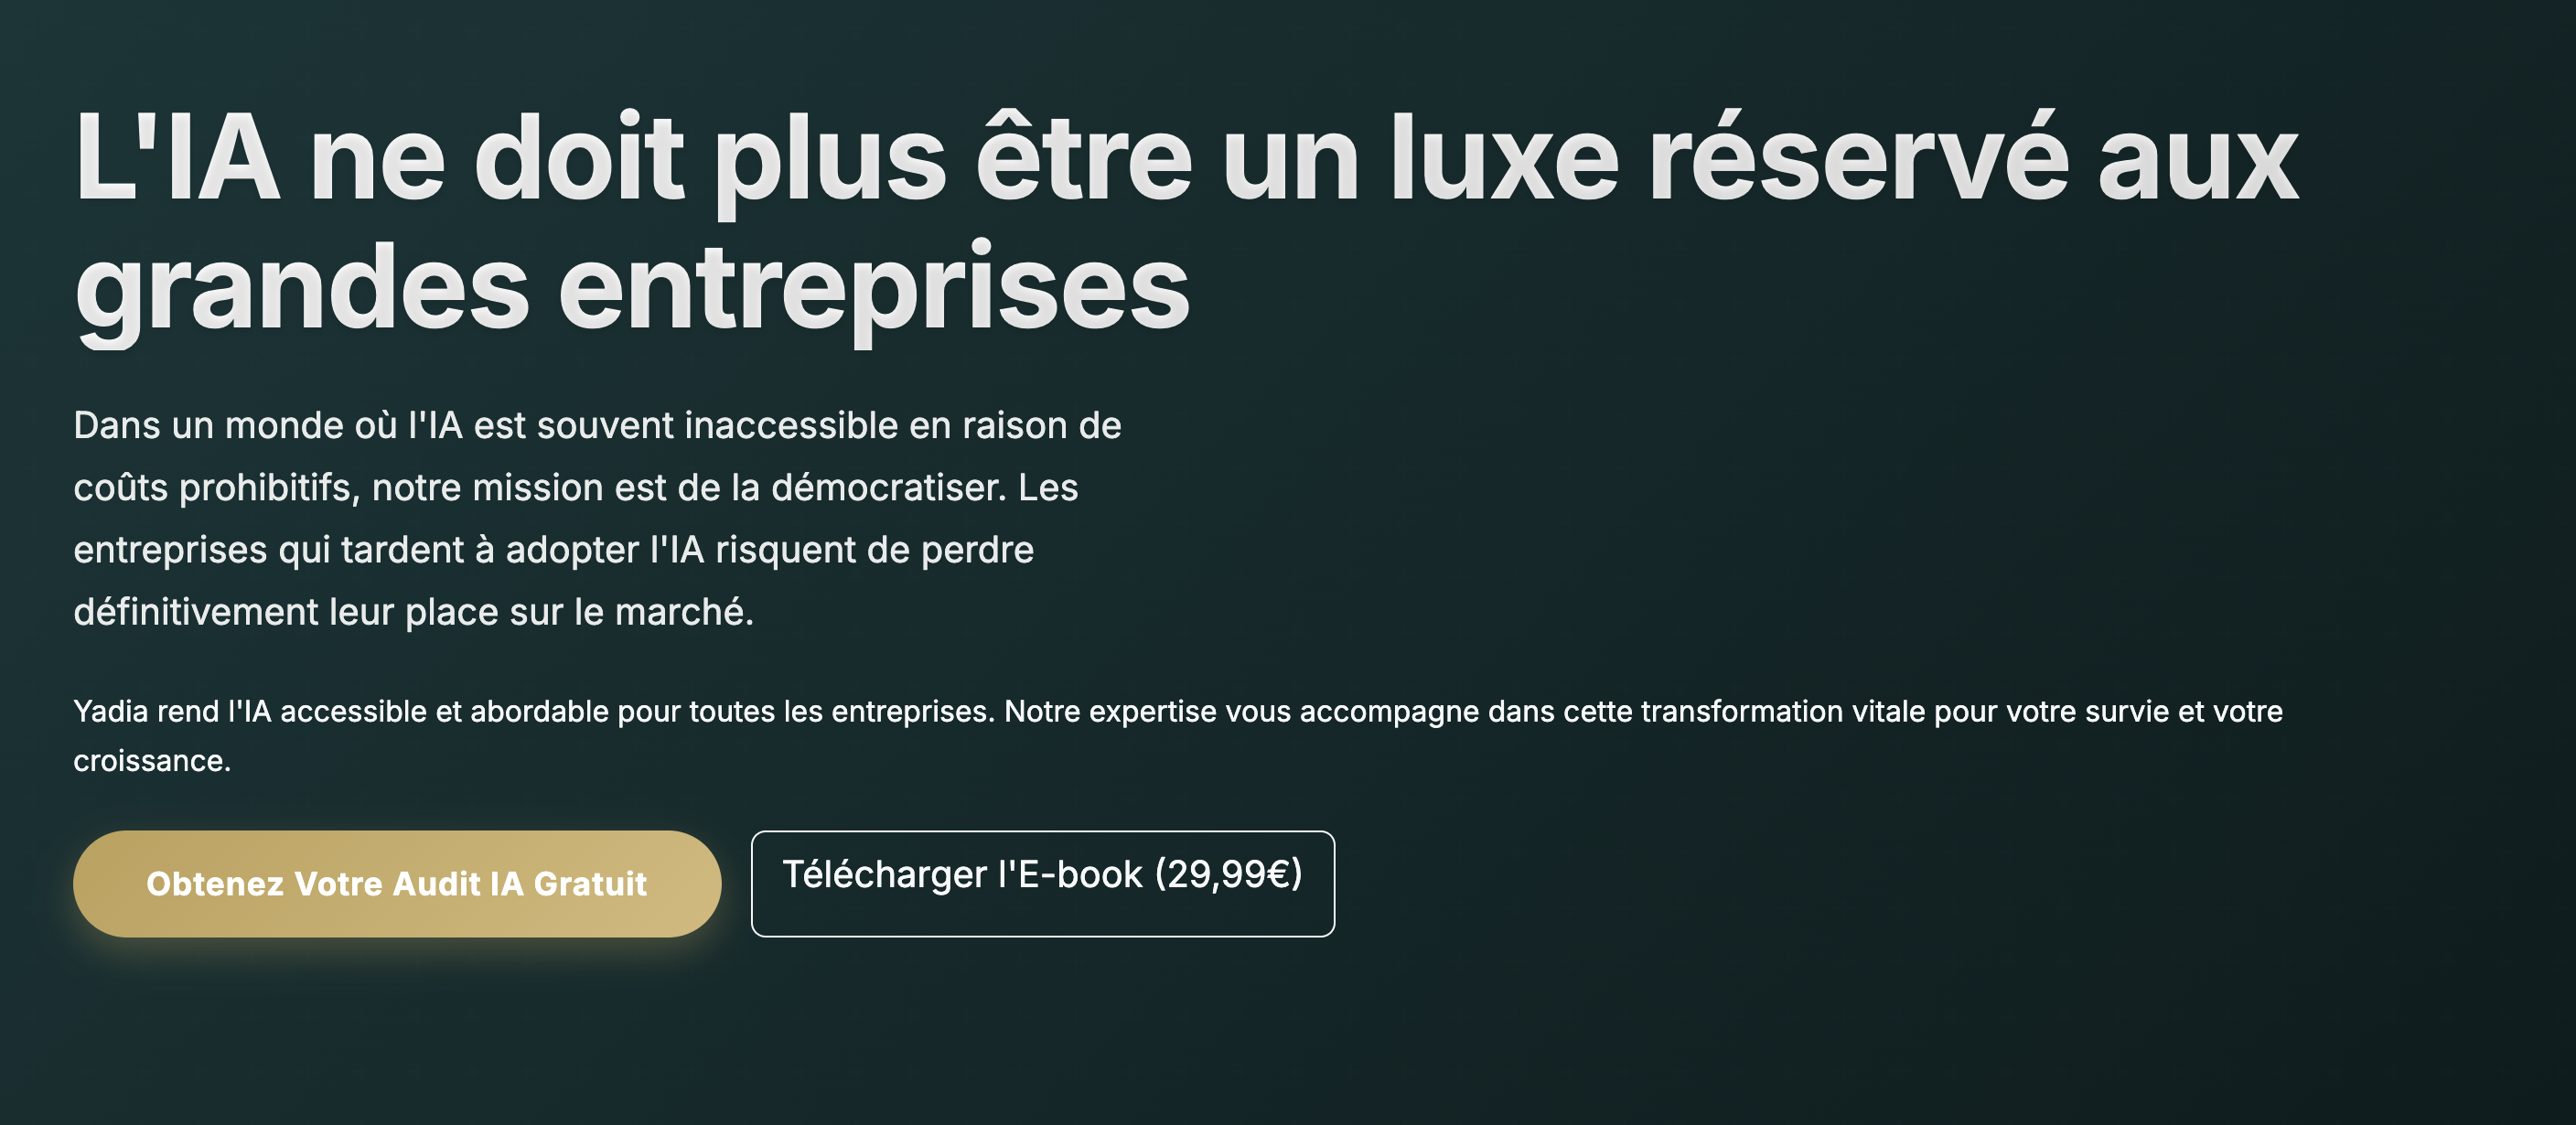 L'IA ne doit plus être un luxe réservé aux
grandes entreprises
Dans un monde où l'IA est souvent inaccessible en raison de
coûts prohibitifs, notre mission est de la démocratiser. Les
entreprises qui tardent à adopter l'IA risquent de perdre
définitivement leur place sur le marché.
Yadia rend l'IA accessible et abordable pour toutes les entreprises. Notre expertise vous accompagne dans cette transformation vitale pour votre survie et votre
croissance.
Obtenez Votre Audit IA Gratuit
Télécharger l'E-book (29,99€)